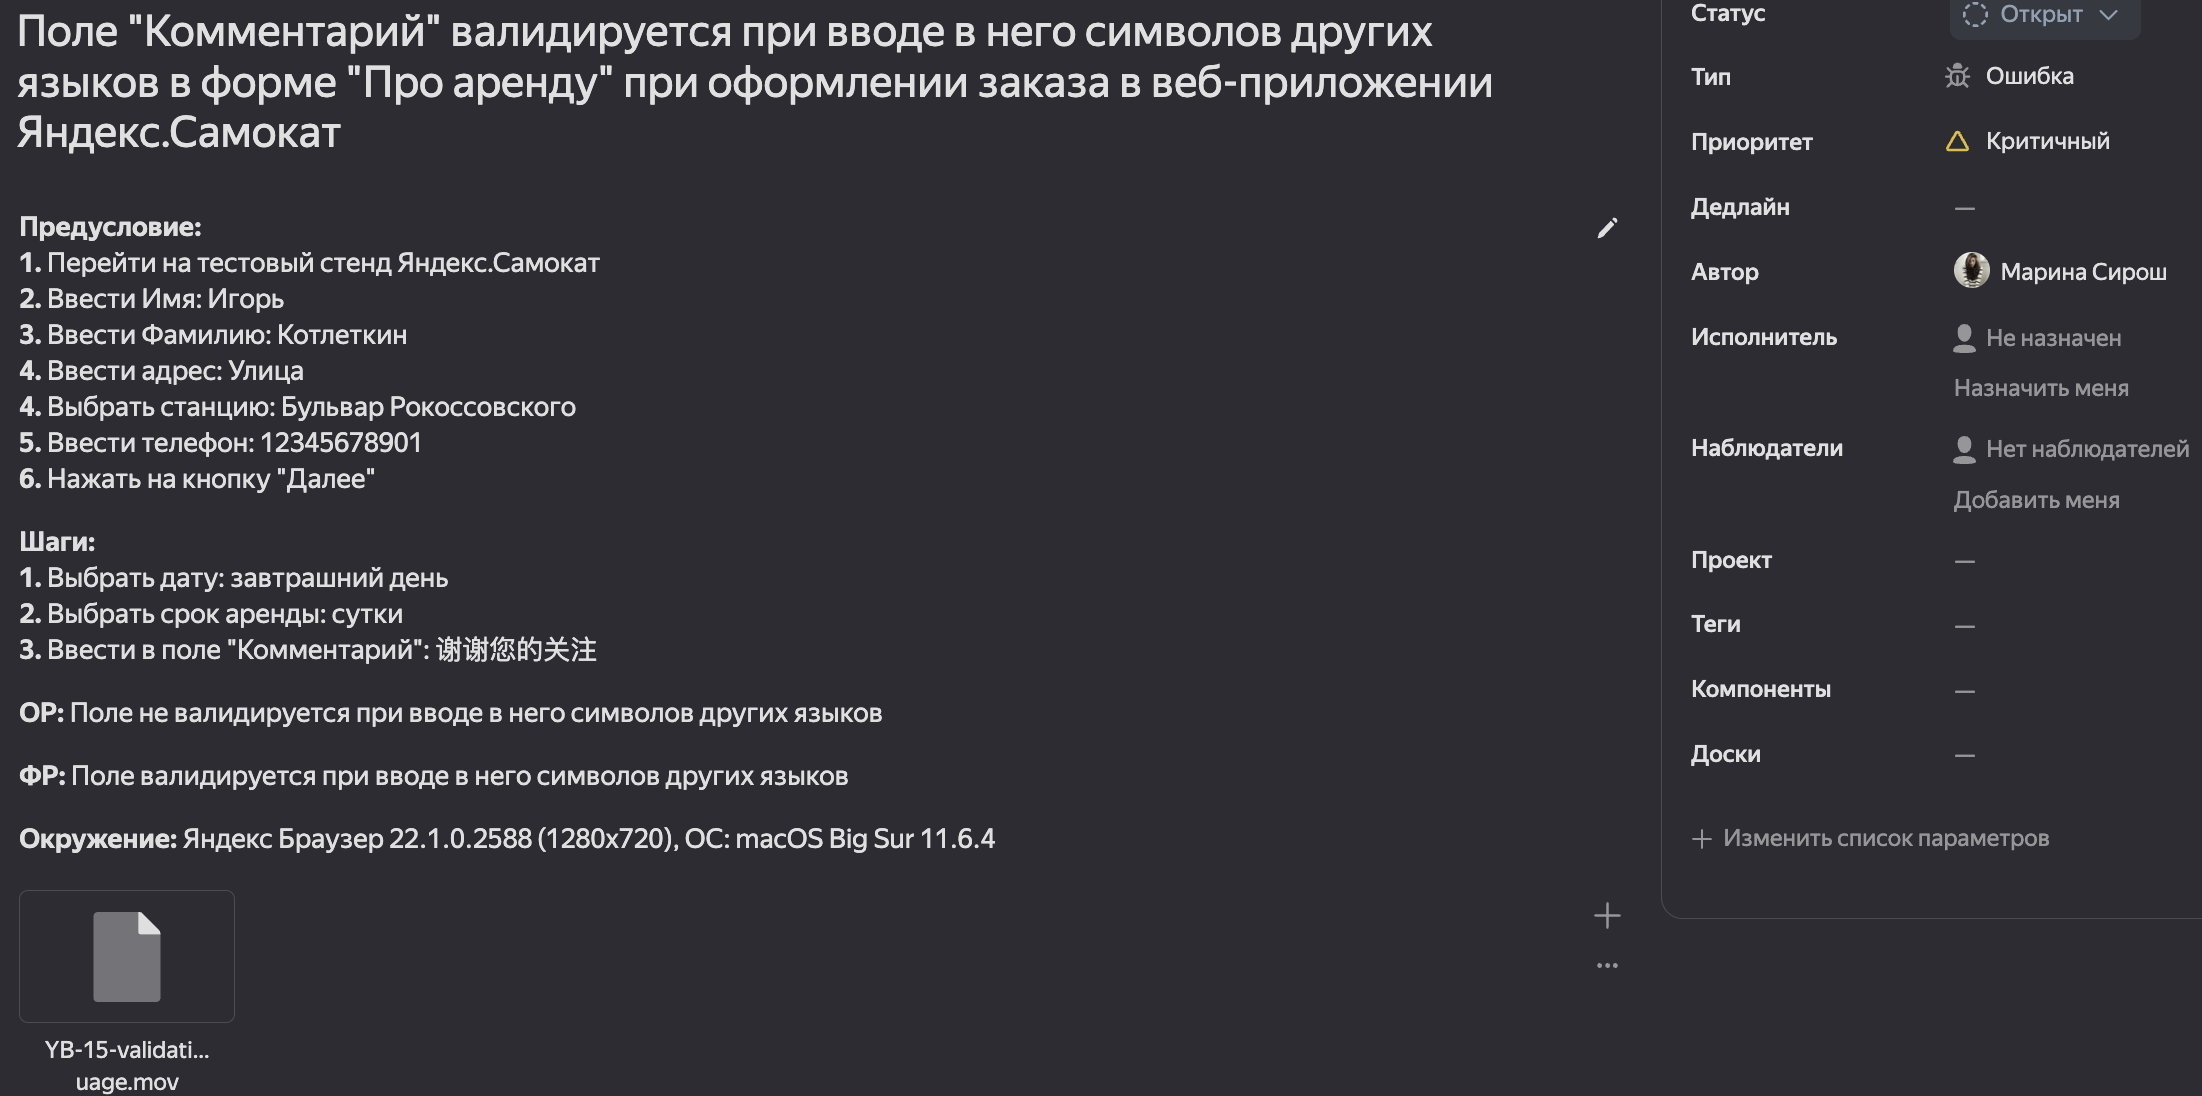 Поле "Комментарий" валидируется при вводе в него символов других
языков в форме "Про аренду" при оформлении заказа в веб-приложении
Яндекс.Самокат
Предусловие:
1. Перейти на тестовый стенд Яндекс.Самокат
2. Ввести Имя: Игорь
3. Ввести Фамилию: Котлеткин
4. Ввести адрес: Улица
4. Выбрать станцию: Бульвар Рокоссовского
5. Ввести телефон: 12345678901
6. Нажать на кнопку "Далее"
Шаги:
1. Выбрать дату: завтрашний день
2. Выбрать срок аренды: сутки
3. Ввести в поле "Комментарий": 谢谢您的关注
ОР: Поле не валидируется при вводе в него символов других языков
ФР: Поле валидируется при вводе в него символов других языков
Окружение: Яндекс Браузер 22.1.0.2588 (1280x720), ОС: macOS Big Sur 11.6.4
YB-15-validati...
uage.mov
Статус Открыт
Тип Ошибка
Приоритет Критичный
Дедлайн —
Автор Марина Сирош
Исполнитель Не назначен
Назначить меня
Наблюдатели Нет наблюдателей
Добавить меня
Проект —
Теги —
Компоненты —
Доски —
+ Изменить список параметров